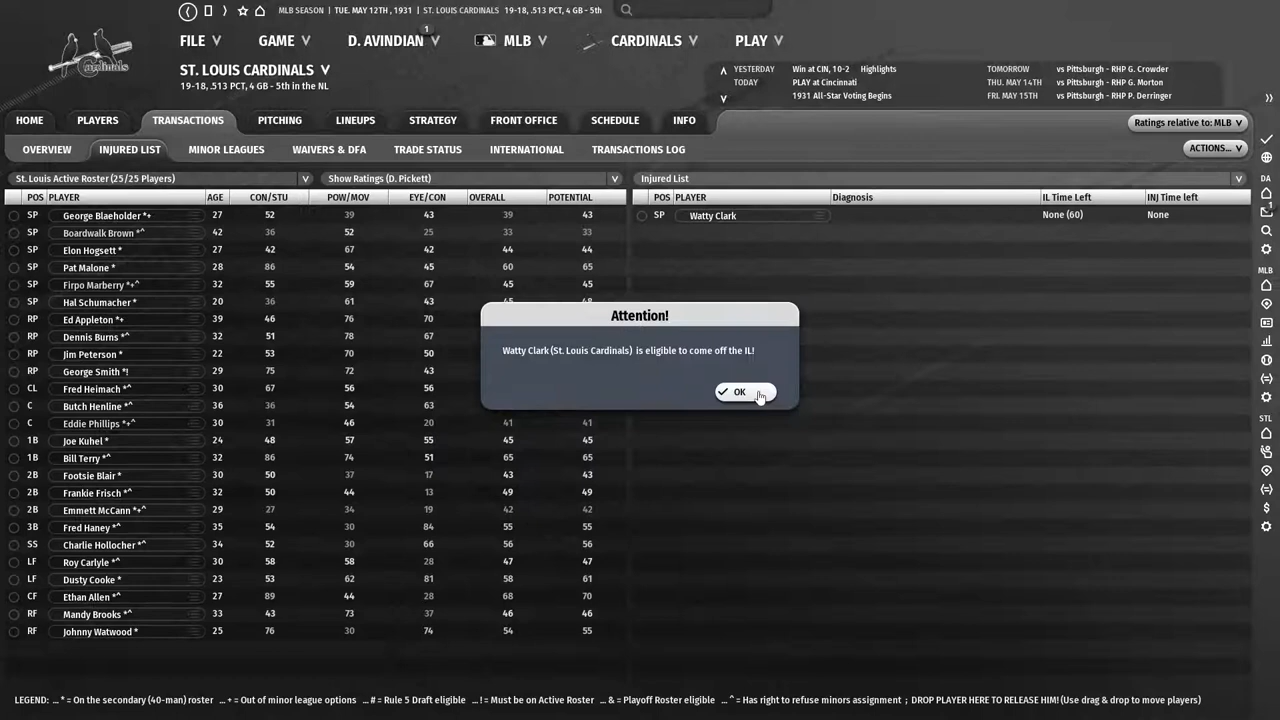 MLB SEASON | TUE. MAY 12TH, 1931 | ST. LOUIS CARDINALS 19-18, .513 PCT, 4 GB - 5th
Cardinals
FILE GAME D. AVINDIAN 1 MLB CARDINALS PLAY
ST. LOUIS CARDINALS
19-18, .513 PCT, 4 GB - 5th in the NL
YESTERDAY Win at CIN, 10-2 Highlights TOMORROW vs Pittsburgh - RHP G. Crowder
TODAY PLAY at Cincinnati THU. MAY 14TH vs Pittsburgh - RHP G. Morton
1931 All-Star Voting Begins FRI. MAY 15TH vs Pittsburgh - RHP P. Derringer
HOME PLAYERS TRANSACTIONS PITCHING LINEUPS STRATEGY FRONT OFFICE SCHEDULE INFO Ratings relative to: MLB
OVERVIEW INJURED LIST MINOR LEAGUES WAIVERS & DFA TRADE STATUS INTERNATIONAL TRANSACTIONS LOG ACTIONS...
St. Louis Active Roster (25/25 Players) Show Ratings (D. Pickett) Injured List
POS PLAYER AGE CON/STU POW/MOV EYE/CON OVERALL POTENTIAL POS PLAYER Diagnosis IL Time Left INJ Time left
SP George Blaeholder *+ 27 52 39 43 39 43 SP Watty Clark None (60) None
SP Boardwalk Brown *^ 42 36 52 25 33 33
SP Elon Hogsett * 27 42 67 42 44 44
SP Pat Malone * 28 86 54 45 60 65
SP Firpo Marberry *+^ 32 55 59 67 45 45
SP Hal Schumacher * 20 36 61 43 45 48
RP Ed Appleton *+ 39 46 76 70
RP Dennis Burns *^ 32 51 78 67
RP Jim Peterson * 22 53 70 50
RP George Smith *! 29 75 72 43
CL Fred Heimach *^ 30 67 56 56
C Butch Henline *^ 36 36 54 63
C Eddie Phillips *+^ 30 31 46 20 41 41
1B Joe Kuhel * 24 48 57 55 45 45
1B Bill Terry *^ 32 86 74 51 65 65
2B Footsie Blair * 30 50 37 17 43 43
2B Frankie Frisch *^ 32 50 44 13 49 49
2B Emmett McCann *+^ 29 27 34 19 42 42
3B Fred Haney *^ 35 54 30 84 55 55
SS Charlie Hollocher *^ 34 52 30 66 56 56
LF Roy Carlyle *^ 30 58 58 28 47 47
LF Dusty Cooke * 23 53 62 81 58 61
CF Ethan Allen *^ 27 89 44 28 68 70
RF Mandy Brooks *^ 33 43 73 37 46 46
RF Johnny Watwood * 25 76 30 74 54 55
Attention!
Watty Clark (St. Louis Cardinals) is eligible to come off the IL!
OK
DA
1
MLB
STL
LEGEND: ... * = On the secondary (40-man) roster ... + = Out of minor league options ... # = Rule 5 Draft eligible ... ! = Must be on Active Roster ... & = Playoff Roster eligible ... ^ = Has right to refuse minors assignment ; DROP PLAYER HERE TO RELEASE HIM! (Use drag & drop to move players)